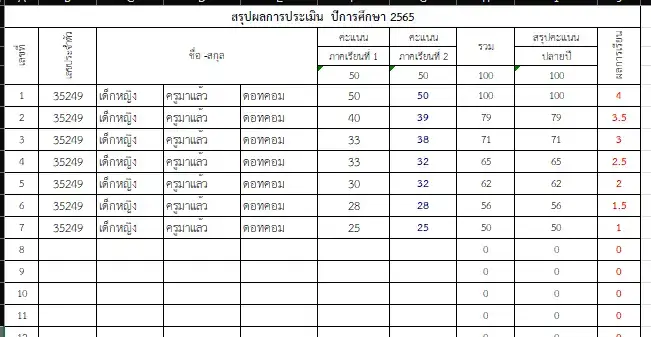 สรุปผลการประเมิน ปีการศึกษา 2565
เลขที่ เลขประจำตัว ชื่อ -สกุล คะแนน คะแนน รวม สรุปคะแนน ผลการเรียน
ภาคเรียนที่ 1 ภาคเรียนที่ 2 ปลายปี
50 50 100 100
1 35249 เด็กหญิง ครูมาแล้ว ดอทคอม 50 50 100 100 4
2 35249 เด็กหญิง ครูมาแล้ว ดอทคอม 40 39 79 79 3.5
3 35249 เด็กหญิง ครูมาแล้ว ดอทคอม 33 38 71 71 3
4 35249 เด็กหญิง ครูมาแล้ว ดอทคอม 33 32 65 65 2.5
5 35249 เด็กหญิง ครูมาแล้ว ดอทคอม 30 32 62 62 2
6 35249 เด็กหญิง ครูมาแล้ว ดอทคอม 28 28 56 56 1.5
7 35249 เด็กหญิง ครูมาแล้ว ดอทคอม 25 25 50 50 1
8 0 0 0
9 0 0 0
10 0 0 0
11 0 0 0